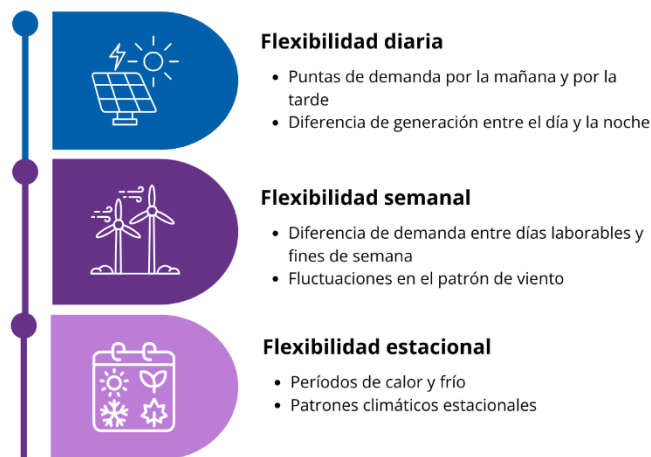 Flexibilidad diaria
• Puntas de demanda por la mañana y por la
tarde
• Diferencia de generación entre el día y la noche
Flexibilidad semanal
• Diferencia de demanda entre días laborables y
fines de semana
• Fluctuaciones en el patrón de viento
Flexibilidad estacional
• Períodos de calor y frío
• Patrones climáticos estacionales